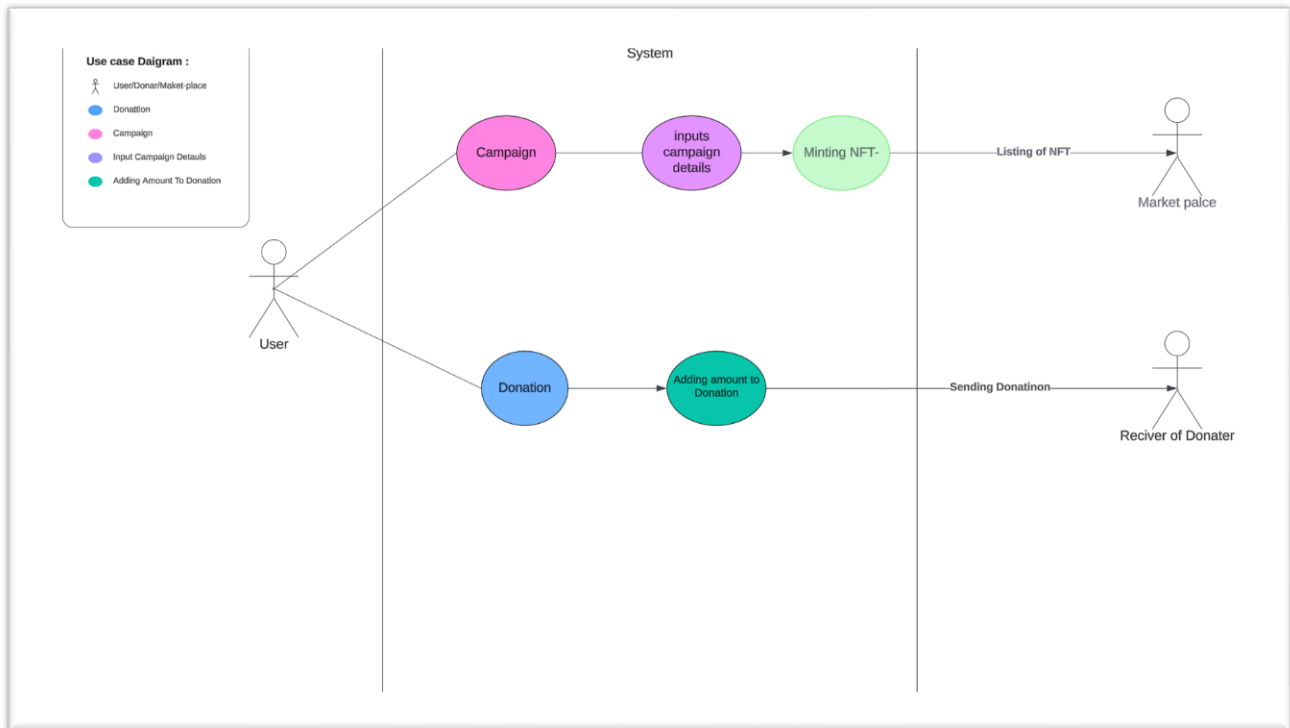 System
Use case Daigram :
User/Donar/Maket-place
Donattion
Campaign
Input Campaign Detauls
Adding Amount To Donation
Campaign
inputs
campaign
details
Minting NFT-
Listing of NFT
Market palce
User
Donation
Adding amount to
Donation
Sending Donatinon
Reciver of Donater